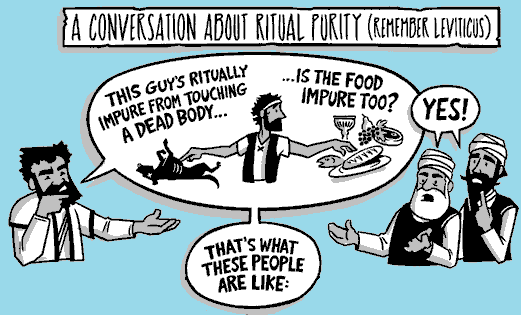 A CONVERSATION ABOUT RITUAL PURITY (REMEMBER LEVITICUS)
THIS GUY'S RITUALLY
IMPURE FROM TOUCHING
A DEAD BODY...
...IS THE FOOD
IMPURE TOO?
YES!
THAT'S WHAT
THESE PEOPLE
ARE LIKE: